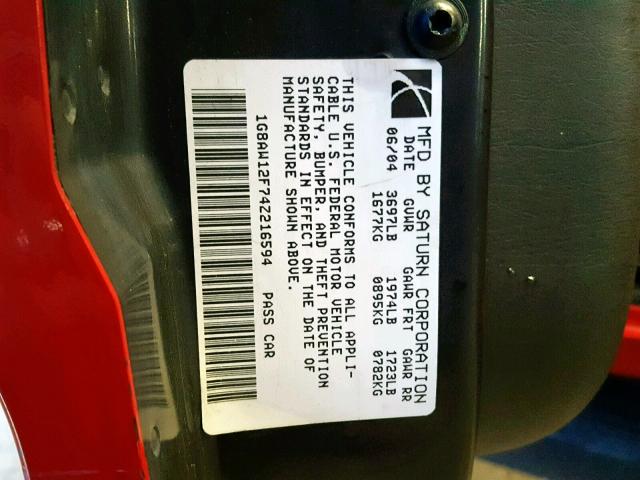 MFD BY SATURN CORPORATION
DATE GVWR GAWR FRT GAWR RR
06/04 3697LB 1974LB 1723LB
1677KG 0895KG 0782KG
THIS VEHICLE CONFORMS TO ALL APPLI-
CABLE U.S. FEDERAL MOTOR VEHICLE
SAFETY, BUMPER, AND THEFT PREVENTION
STANDARDS IN EFFECT ON THE DATE OF
MANUFACTURE SHOWN ABOVE.
1G8AW12F74Z216594 PASS CAR